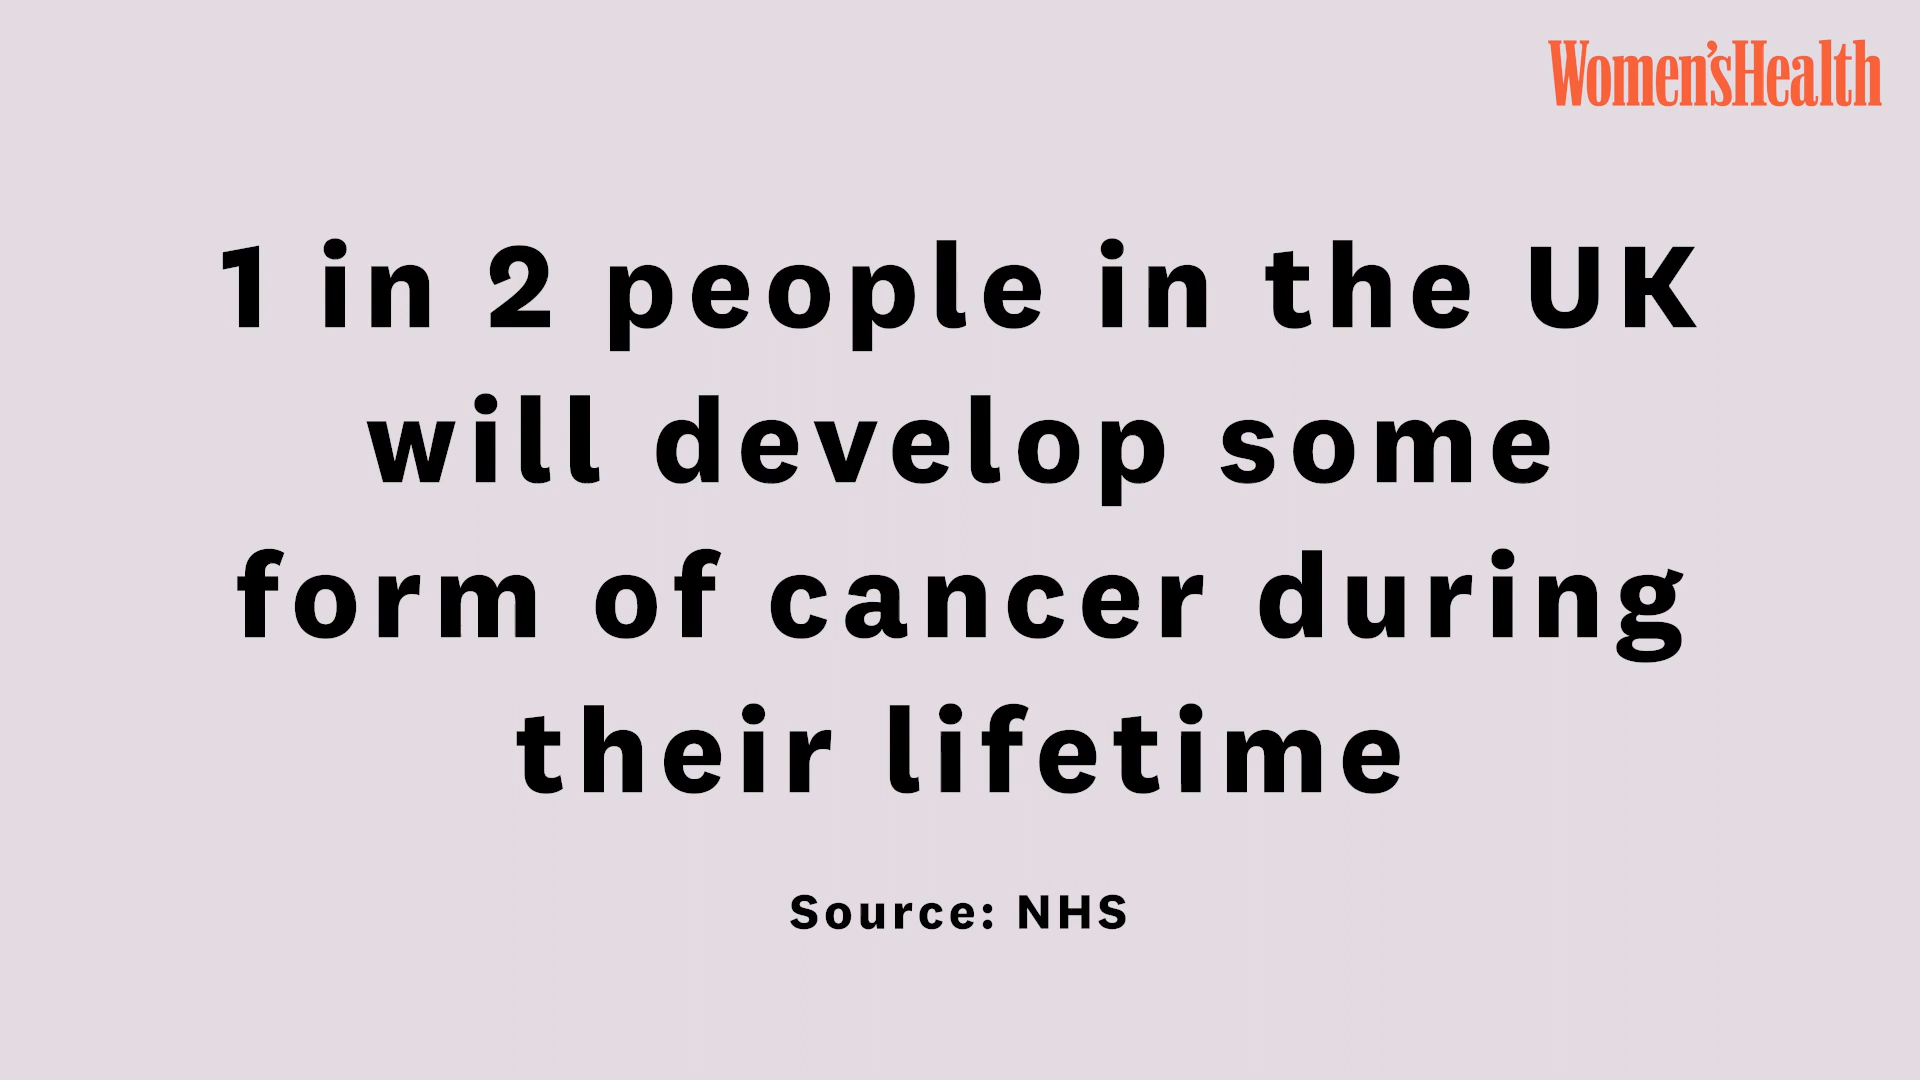 Women'sHealth
1 in 2 people in the UK
will develop some
form of cancer during
their lifetime
Source: NHS